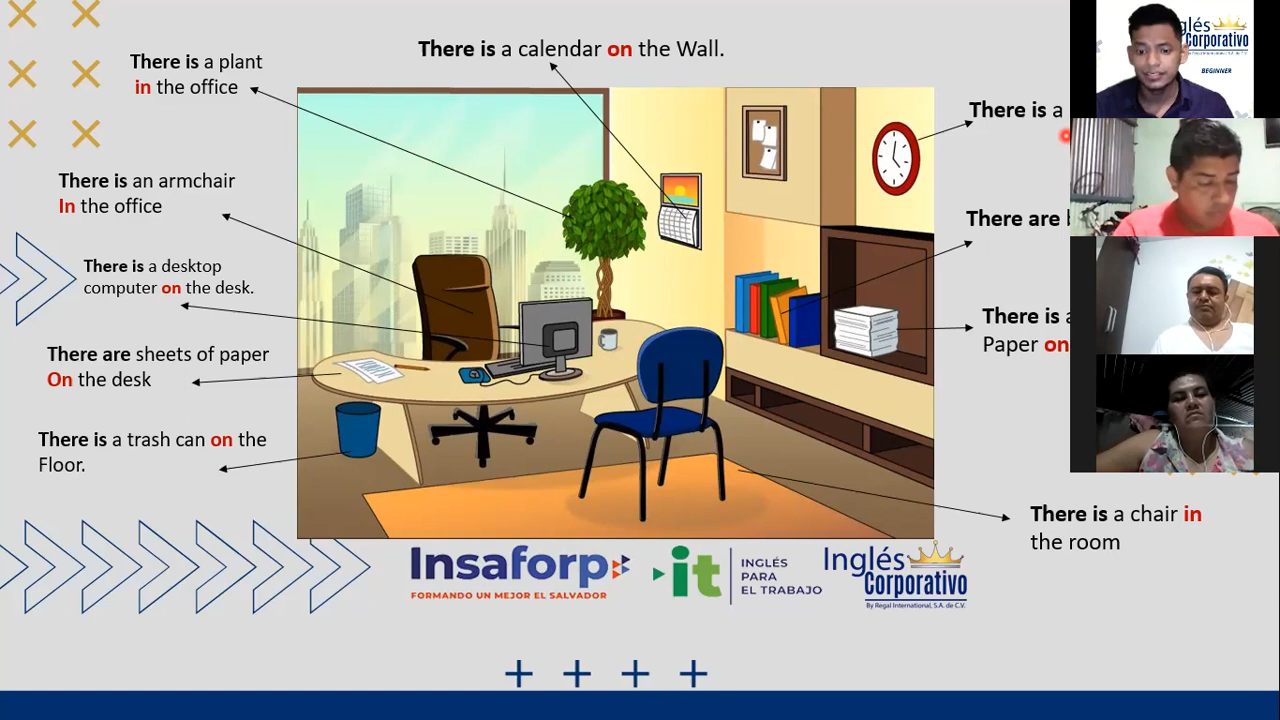 There is a calendar on the Wall.
There is a plant
in the office
There is an armchair
In the office
There is a desktop
computer on the desk.
There are sheets of paper
On the desk
There is a trash can on the
Floor.
There is a
There are
There is
Paper on
There is a chair in
the room
Insaforp
FORMANDO UN MEJOR EL SALVADOR
it
INGLÉS
PARA
EL TRABAJO
Inglés
Corporativo
By Regal International, S.A. de C.V.
Corporativo
BEGINNER